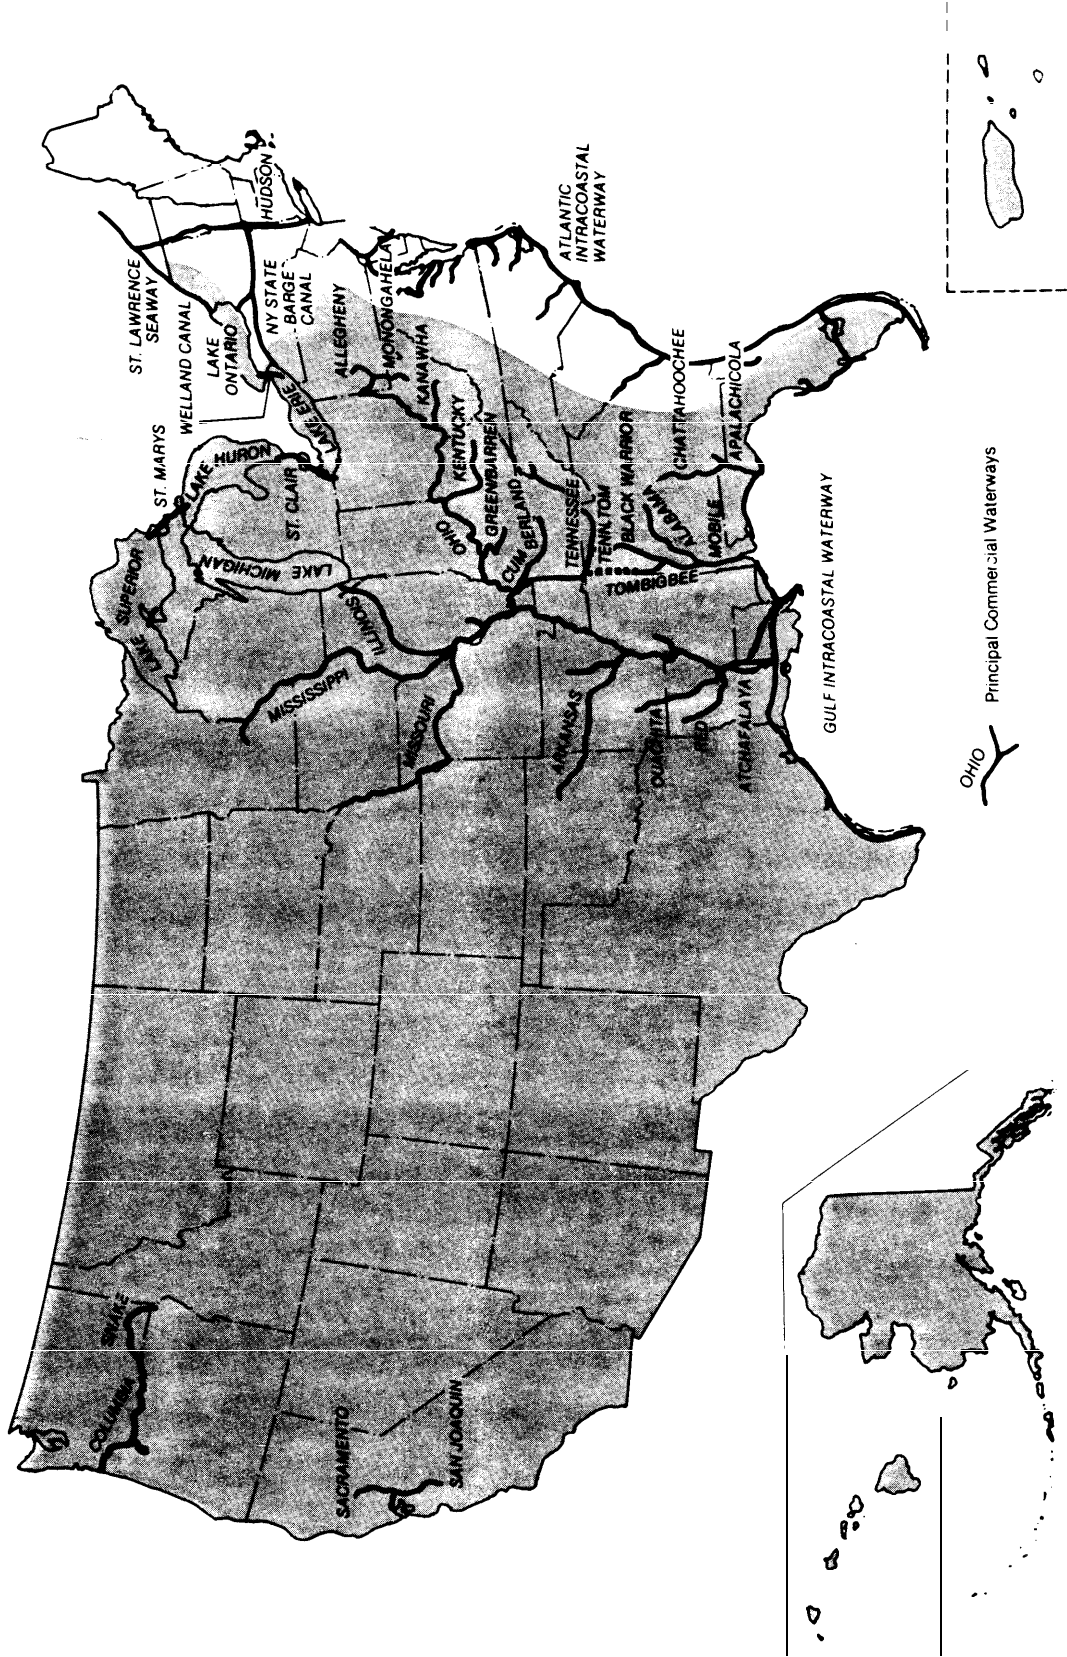 COLUMBIA
SNAKE
SACRAMENTO
SAN JOAQUIN
LAKE SUPERIOR
ST. MARYS
LAKE HURON
LAKE MICHIGAN
ST. CLAIR
LAKE ERIE
WELLAND CANAL
LAKE
ONTARIO
ST. LAWRENCE
SEAWAY
NY STATE
BARGE
CANAL
HUDSON
ALLEGHENY
MONONGAHELA
KANAWHA
KENTUCKY
GREEN/BARREN
OHIO
CUMBERLAND
TENNESSEE
TENN.TOM
BLACK WARRIOR
ALABAMA
TOMBIGBEE
MOBILE
CHATTAHOOCHEE
APALACHICOLA
MISSISSIPPI
ILLINOIS
MISSOURI
ARKANSAS
OUACHITA
RED
ATCHAFALAYA
ATLANTIC
INTRACOASTAL
WATERWAY
GULF INTRACOASTAL WATERWAY
OHIO
Principal Commercial Waterways